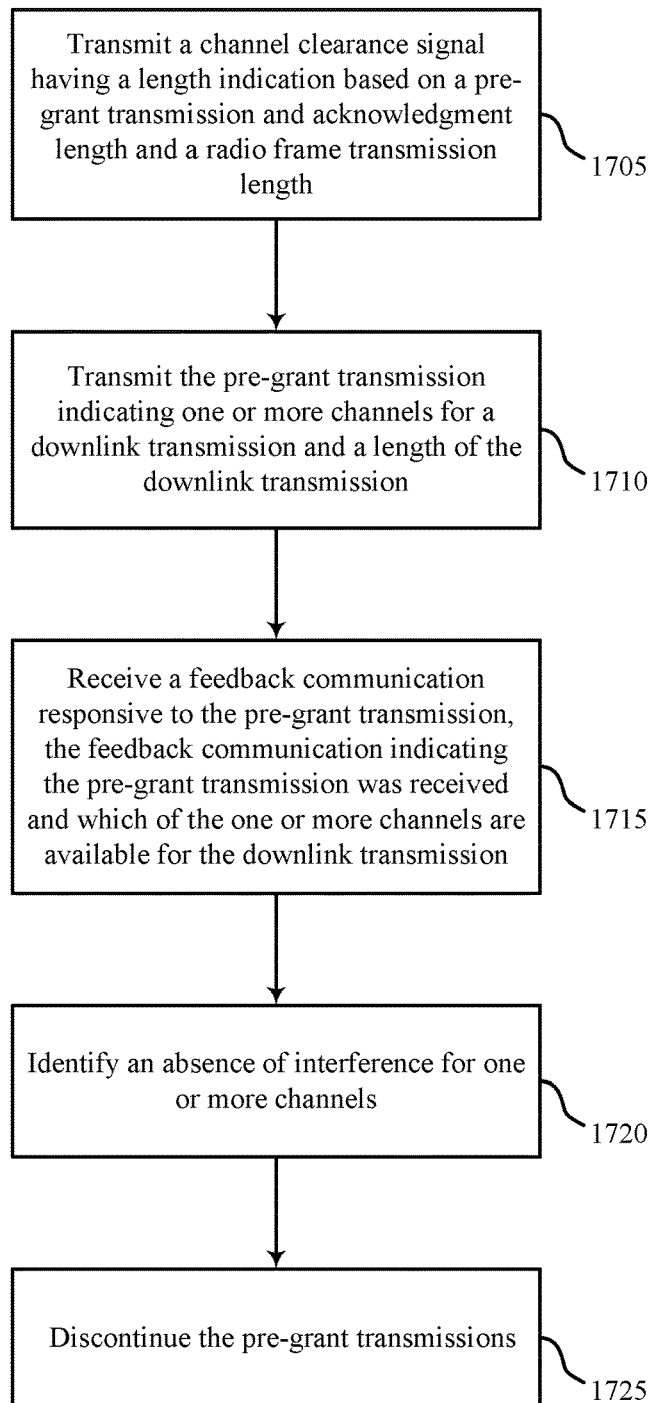 Transmit a channel clearance signal
having a length indication based on a pre-
grant transmission and acknowledgment
length and a radio frame transmission
length
1705
Transmit the pre-grant transmission
indicating one or more channels for a
downlink transmission and a length of the
downlink transmission
1710
Receive a feedback communication
responsive to the pre-grant transmission,
the feedback communication indicating
the pre-grant transmission was received
and which of the one or more channels are
available for the downlink transmission
1715
Identify an absence of interference for one
or more channels
1720
Discontinue the pre-grant transmissions
1725